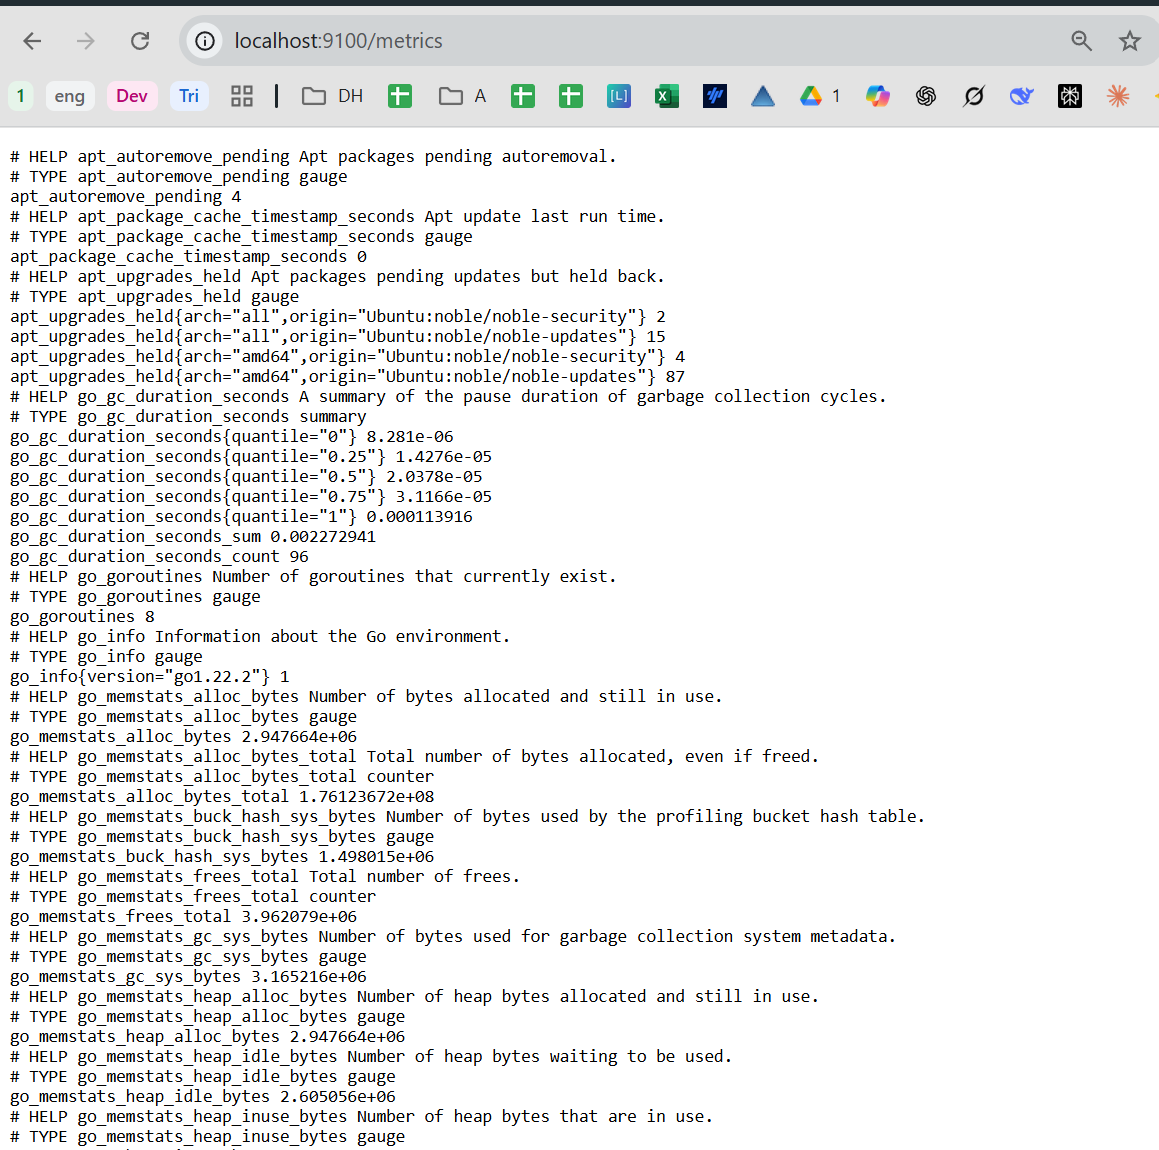 localhost:9100/metrics
1 eng Dev Tri DH A 1
# HELP apt_autoremove_pending Apt packages pending autoremoval.
# TYPE apt_autoremove_pending gauge
apt_autoremove_pending 4
# HELP apt_package_cache_timestamp_seconds Apt update last run time.
# TYPE apt_package_cache_timestamp_seconds gauge
apt_package_cache_timestamp_seconds 0
# HELP apt_upgrades_held Apt packages pending updates but held back.
# TYPE apt_upgrades_held gauge
apt_upgrades_held{arch="all",origin="Ubuntu:noble/noble-security"} 2
apt_upgrades_held{arch="all",origin="Ubuntu:noble/noble-updates"} 15
apt_upgrades_held{arch="amd64",origin="Ubuntu:noble/noble-security"} 4
apt_upgrades_held{arch="amd64",origin="Ubuntu:noble/noble-updates"} 87
# HELP go_gc_duration_seconds A summary of the pause duration of garbage collection cycles.
# TYPE go_gc_duration_seconds summary
go_gc_duration_seconds{quantile="0"} 8.281e-06
go_gc_duration_seconds{quantile="0.25"} 1.4276e-05
go_gc_duration_seconds{quantile="0.5"} 2.0378e-05
go_gc_duration_seconds{quantile="0.75"} 3.1166e-05
go_gc_duration_seconds{quantile="1"} 0.000113916
go_gc_duration_seconds_sum 0.002272941
go_gc_duration_seconds_count 96
# HELP go_goroutines Number of goroutines that currently exist.
# TYPE go_goroutines gauge
go_goroutines 8
# HELP go_info Information about the Go environment.
# TYPE go_info gauge
go_info{version="go1.22.2"} 1
# HELP go_memstats_alloc_bytes Number of bytes allocated and still in use.
# TYPE go_memstats_alloc_bytes gauge
go_memstats_alloc_bytes 2.947664e+06
# HELP go_memstats_alloc_bytes_total Total number of bytes allocated, even if freed.
# TYPE go_memstats_alloc_bytes_total counter
go_memstats_alloc_bytes_total 1.76123672e+08
# HELP go_memstats_buck_hash_sys_bytes Number of bytes used by the profiling bucket hash table.
# TYPE go_memstats_buck_hash_sys_bytes gauge
go_memstats_buck_hash_sys_bytes 1.498015e+06
# HELP go_memstats_frees_total Total number of frees.
# TYPE go_memstats_frees_total counter
go_memstats_frees_total 3.962079e+06
# HELP go_memstats_gc_sys_bytes Number of bytes used for garbage collection system metadata.
# TYPE go_memstats_gc_sys_bytes gauge
go_memstats_gc_sys_bytes 3.165216e+06
# HELP go_memstats_heap_alloc_bytes Number of heap bytes allocated and still in use.
# TYPE go_memstats_heap_alloc_bytes gauge
go_memstats_heap_alloc_bytes 2.947664e+06
# HELP go_memstats_heap_idle_bytes Number of heap bytes waiting to be used.
# TYPE go_memstats_heap_idle_bytes gauge
go_memstats_heap_idle_bytes 2.605056e+06
# HELP go_memstats_heap_inuse_bytes Number of heap bytes that are in use.
# TYPE go_memstats_heap_inuse_bytes gauge